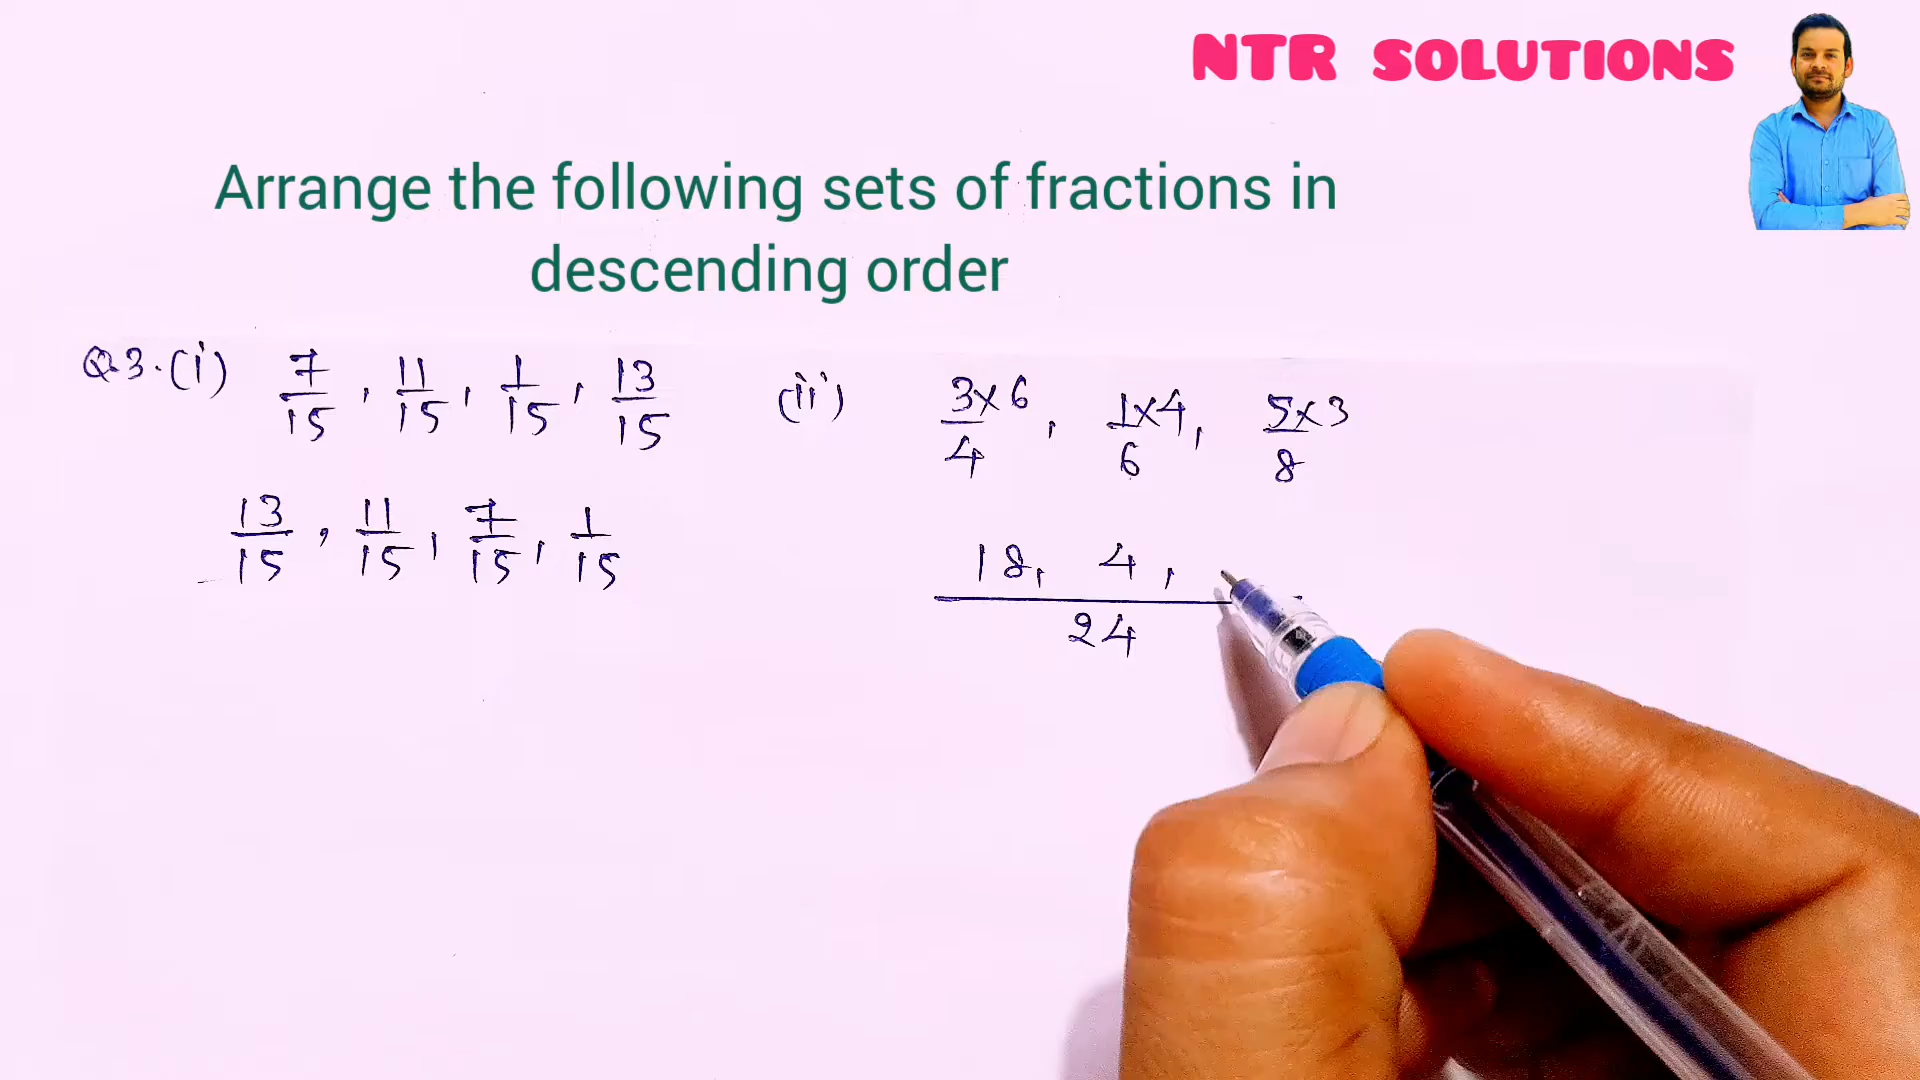 NTR SOLUTIONS
Arrange the following sets of fractions in
descending order
Q.3.(i) 7/15, 11/15, 1/15, 13/15
13/15, 11/15, 7/15, 1/15
(ii) 3×6/4, 1×4/6, 5×3/8
18, 4,
24